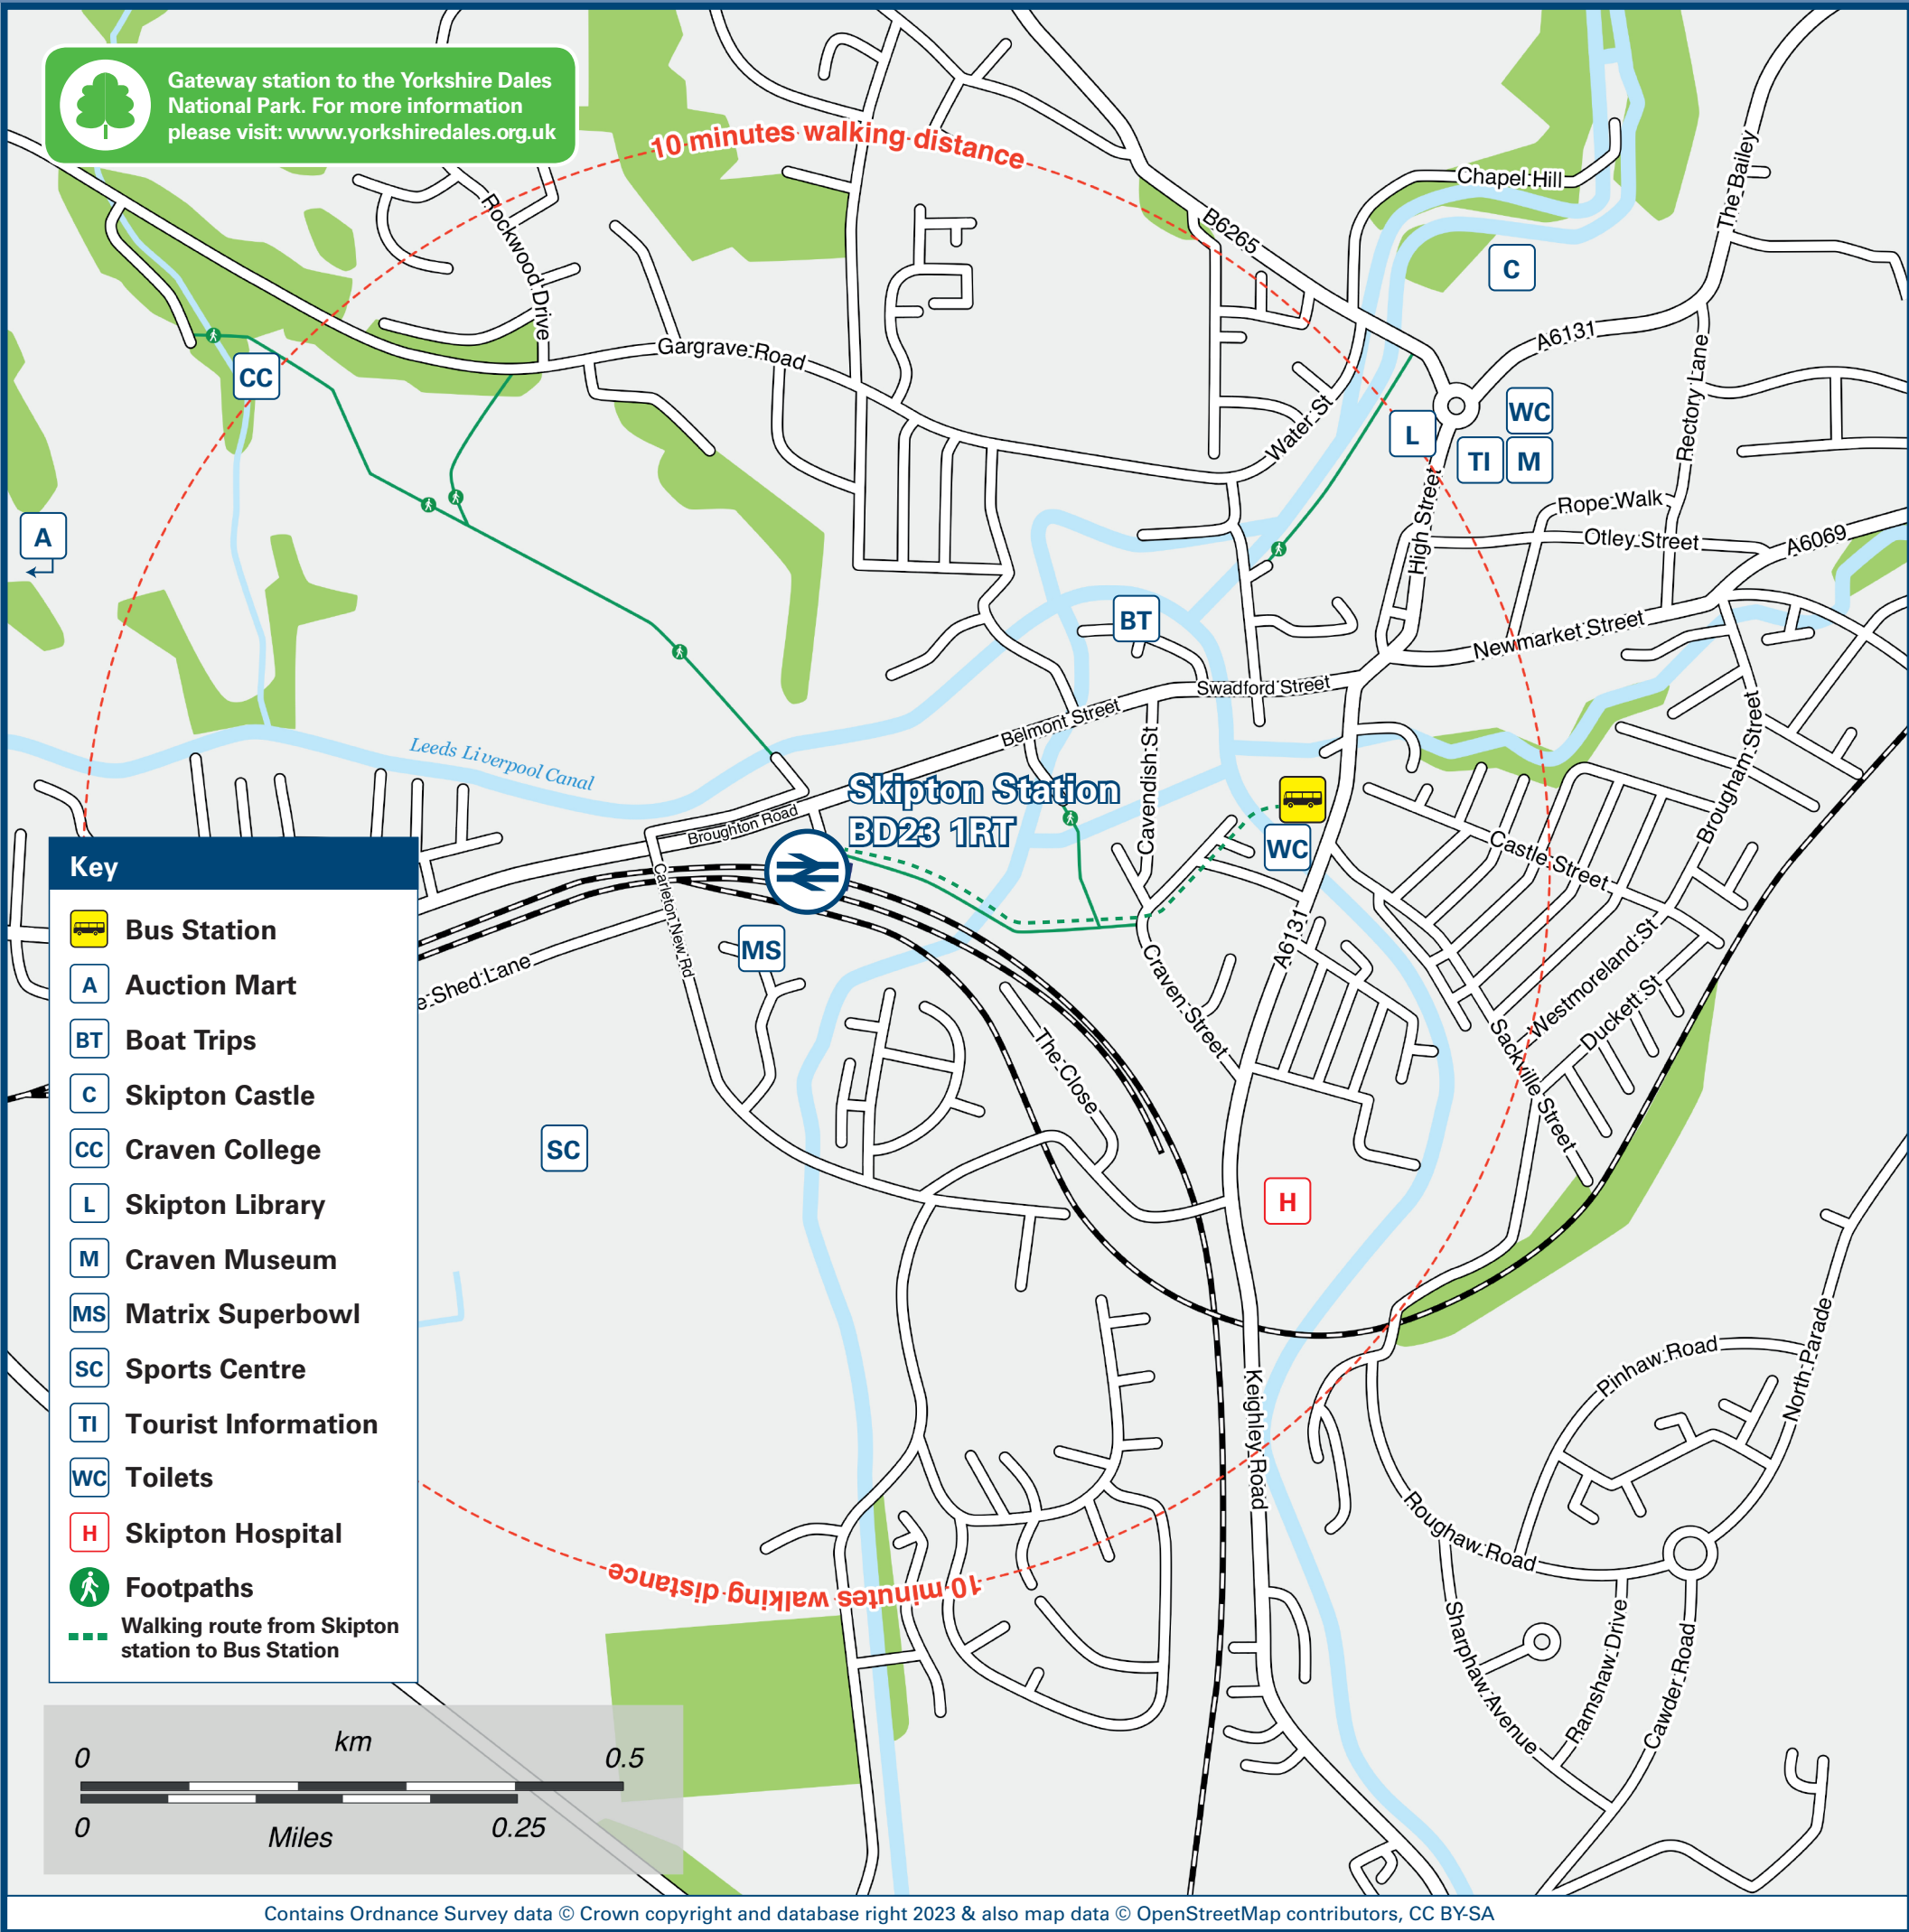 Gateway station to the Yorkshire Dales
National Park. For more information
please visit: www.yorkshiredales.org.uk
10 minutes walking distance
Chapel Hill
The Bailey
B6265
Rockwood Drive
C
A6131
CC
Gargrave Road
Rectory Lane
WC
L
TI
M
Water St
High Street
Rope Walk
Otley Street
A6069
A
BT
Newmarket Street
Swadford Street
Belmont Street
Leeds Liverpool Canal
Cavendish St
Brougham Street
Skipton Station
BD23 1RT
Broughton Road
WC
Castle Street
Carleton New Rd
MS
A6131
e Shed Lane
Craven Street
Westmoreland St
Duckett St
Sackville Street
The Close
SC
H
Keighley Road
Pinhaw Road
North Parade
Roughaw Road
10 minutes walking distance
Sharphaw Avenue
Ramshaw Drive
Cawder Road
Key
Bus Station
A Auction Mart
BT Boat Trips
C Skipton Castle
CC Craven College
L Skipton Library
M Craven Museum
MS Matrix Superbowl
SC Sports Centre
TI Tourist Information
WC Toilets
H Skipton Hospital
Footpaths
Walking route from Skipton
station to Bus Station
km
0 0.5
0 0.25
Miles
Contains Ordnance Survey data © Crown copyright and database right 2023 & also map data © OpenStreetMap contributors, CC BY-SA